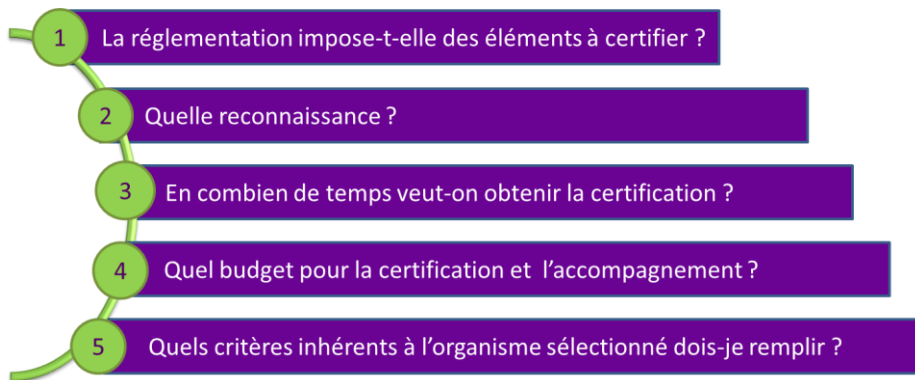 1 La réglementation impose-t-elle des éléments à certifier ?
2 Quelle reconnaissance ?
3 En combien de temps veut-on obtenir la certification ?
4 Quel budget pour la certification et l’accompagnement ?
5 Quels critères inhérents à l’organisme sélectionné dois-je remplir ?